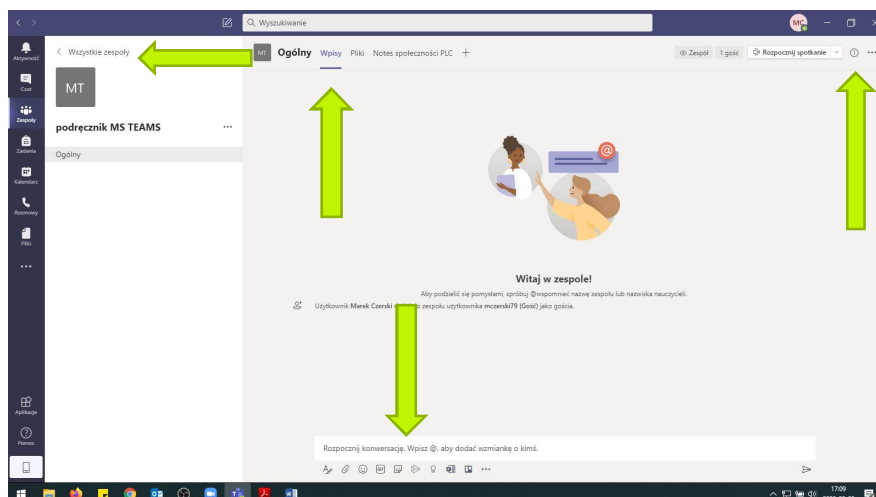 Wyszukiwanie
MC
Aktywność
Czat
Zespoły
Zadania
Kalendarz
Rozmowy
Pliki
Aplikacje
Pomoc
Wszystkie zespoły
MT
podręcznik MS TEAMS
Ogólny
MT Ogólny Wpisy Pliki Notes społeczności PLC
Zespół 1 gość Rozpocznij spotkanie
Witaj w zespole!
Aby podzielić się pomysłami, spróbuj @wspomnieć nazwę zespołu lub nazwiska nauczycieli.
Użytkownik Marek Czerski do zespołu użytkownika mczerski79 (Gość) jako gościa.
Rozpocznij konwersację. Wpisz @, aby dodać wzmiankę o kimś.
GIF
17:09